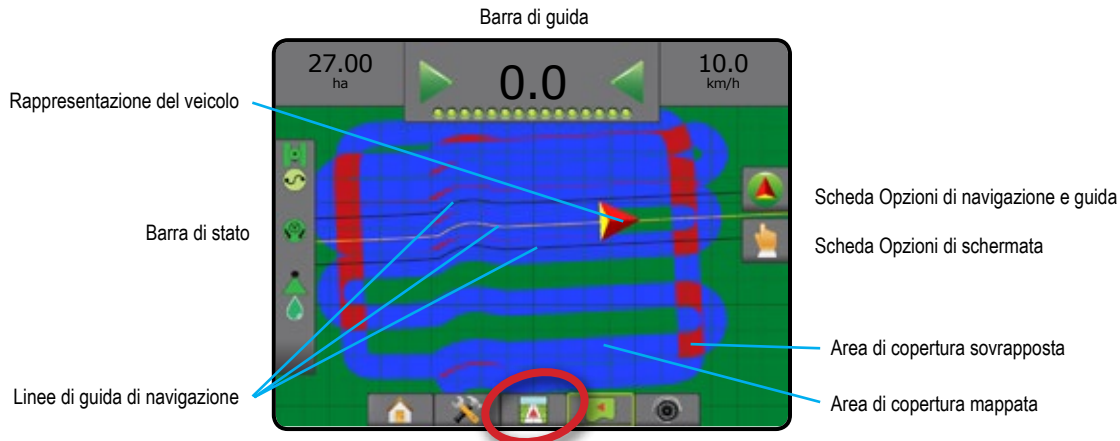 Barra di guida
27.00
ha
0.0
10.0
km/h
Rappresentazione del veicolo
Scheda Opzioni di navigazione e guida
Barra di stato
Scheda Opzioni di schermata
Area di copertura sovrapposta
Linee di guida di navigazione
Area di copertura mappata